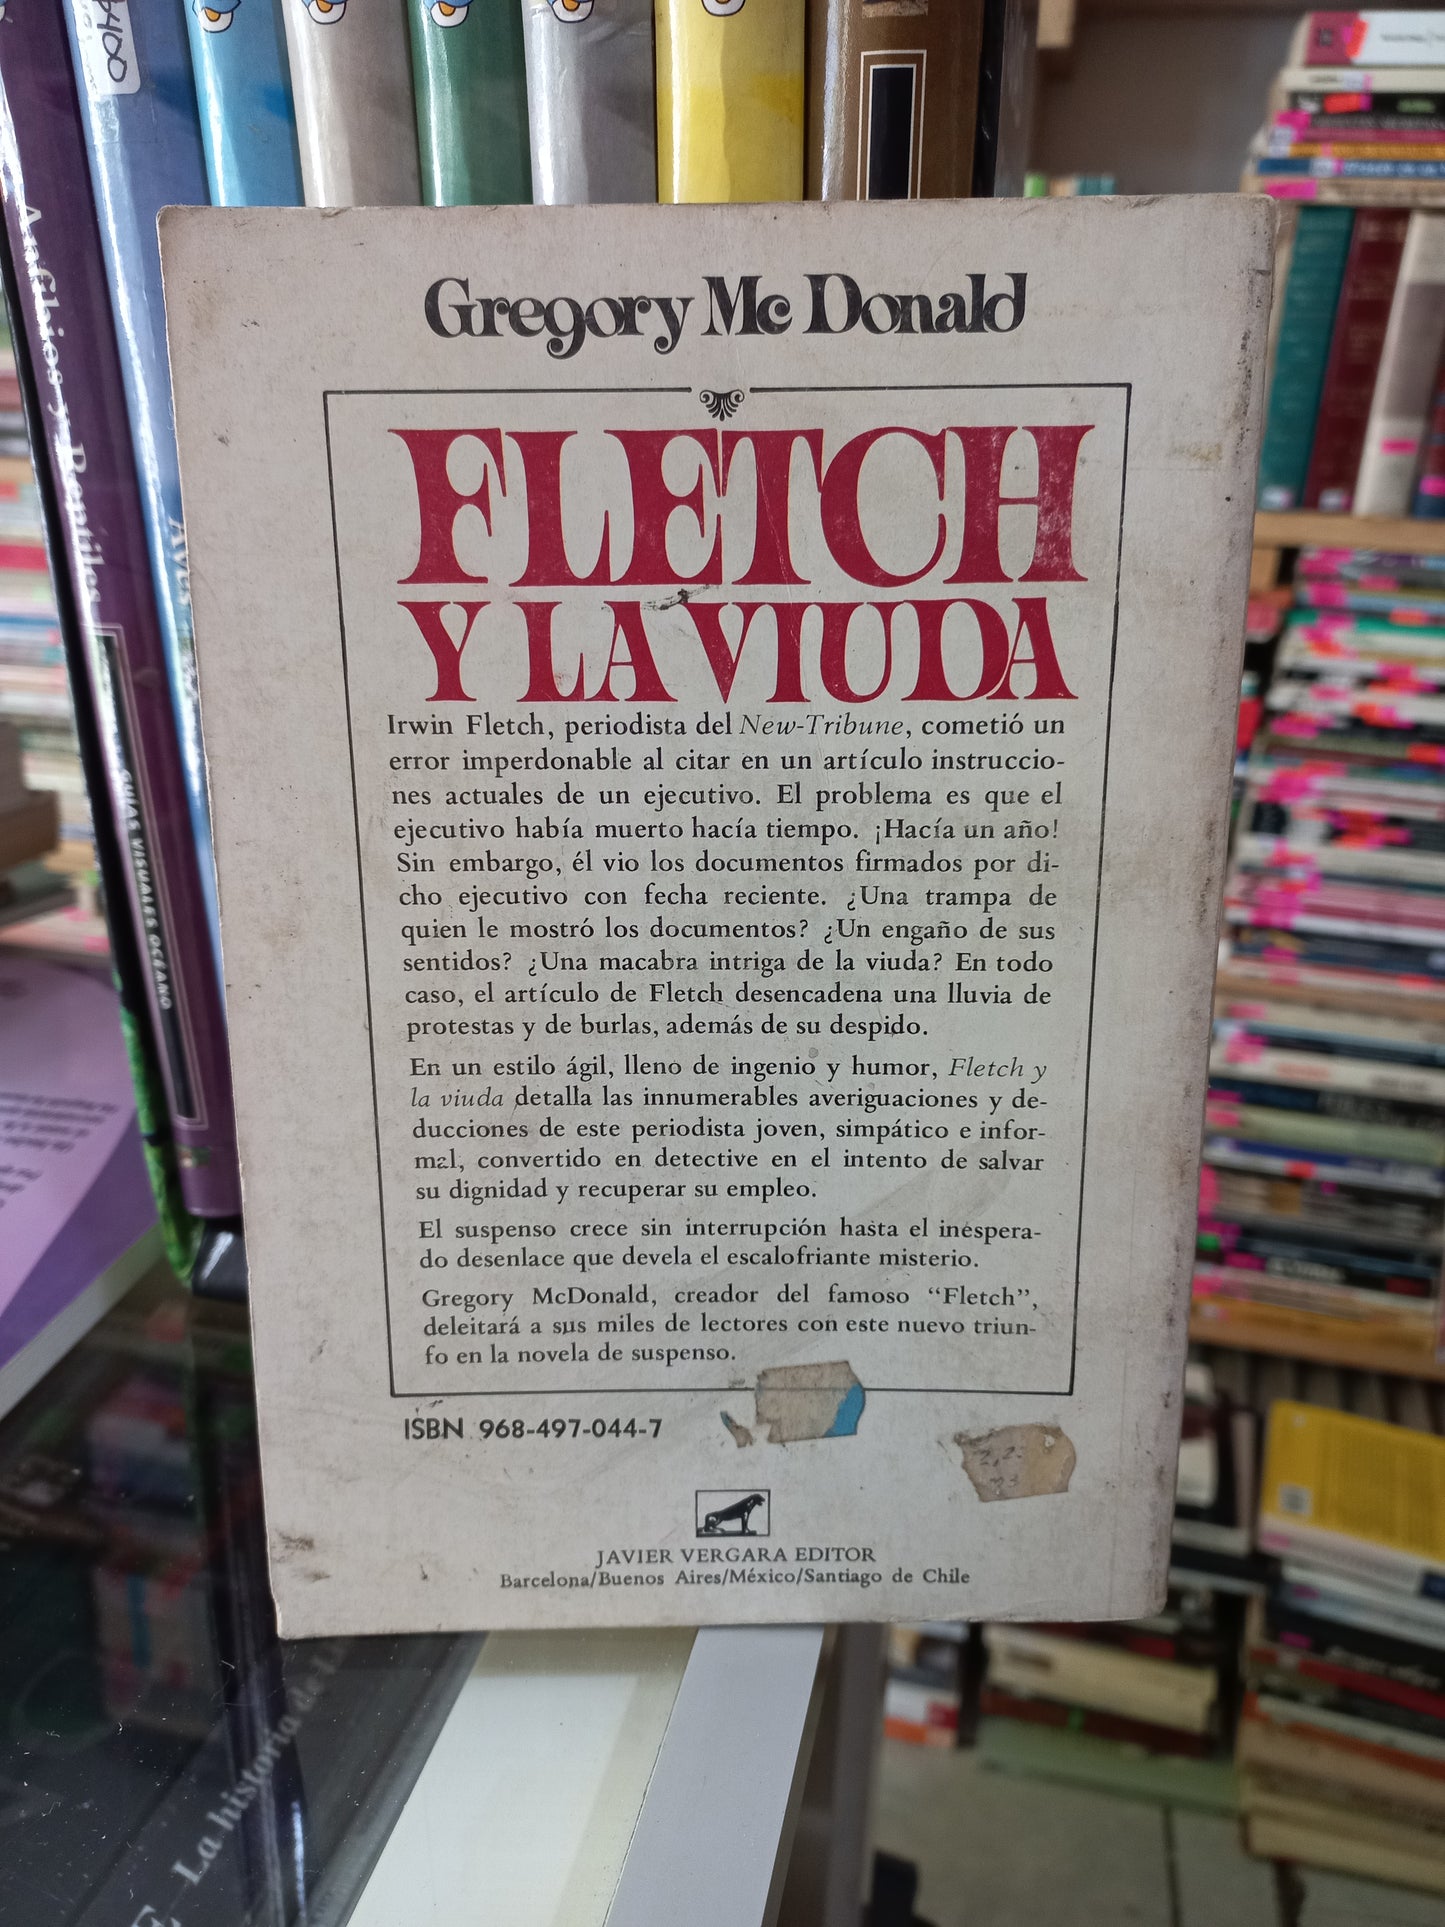 400
Anfibios y Reptiles
GUÍAS VISUALES OCÉANO
Aves
Gregory Mc Donald
FLETCH
Y LA VIUDA
Irwin Fletch, periodista del New-Tribune, cometió un
error imperdonable al citar en un artículo instruccio-
nes actuales de un ejecutivo. El problema es que el
ejecutivo había muerto hacía tiempo. ¡Hacía un año!
Sin embargo, él vio los documentos firmados por di-
cho ejecutivo con fecha reciente. ¿Una trampa de
quien le mostró los documentos? ¿Un engaño de sus
sentidos? ¿Una macabra intriga de la viuda? En todo
caso, el artículo de Fletch desencadena una lluvia de
protestas y de burlas, además de su despido.
En un estilo ágil, lleno de ingenio y humor, Fletch y
la viuda detalla las innumerables averiguaciones y de-
ducciones de este periodista joven, simpático e infor-
mal, convertido en detective en el intento de salvar
su dignidad y recuperar su empleo.
El suspenso crece sin interrupción hasta el inespera-
do desenlace que devela el escalofriante misterio.
Gregory McDonald, creador del famoso “Fletch”,
deleitará a sus miles de lectores con este nuevo triun-
fo en la novela de suspenso.
ISBN 968-497-044-7
JAVIER VERGARA EDITOR
Barcelona/Buenos Aires/México/Santiago de Chile
La historia de